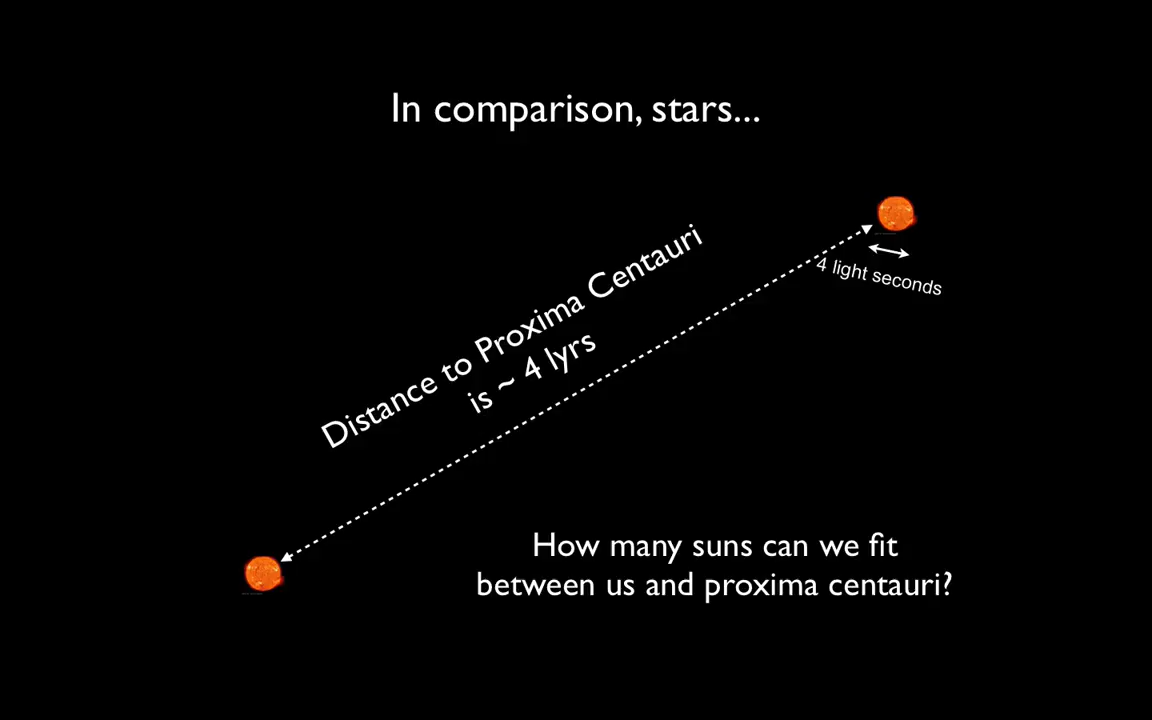 In comparison, stars...
Distance to Proxima Centauri
is ~ 4 lyrs
4 light seconds
How many suns can we fit
between us and proxima centauri?